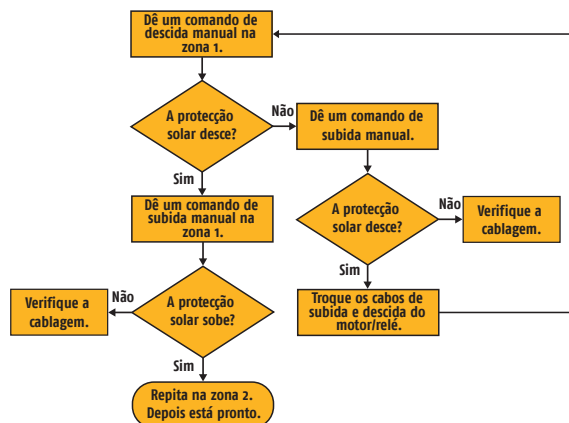 Dê um comando de
descida manual na
zona 1.
A protecção
solar desce?
Não
Dê um comando de
subida manual.
Sim
Dê um comando de
subida manual na
zona 1.
A protecção
solar desce?
Não
Verifique a
cablagem.
Sim
Troque os cabos de
subida e descida do
motor/relé.
A protecção
solar sobe?
Não
Verifique a
cablagem.
Sim
Repita na zona 2.
Depois está pronto.